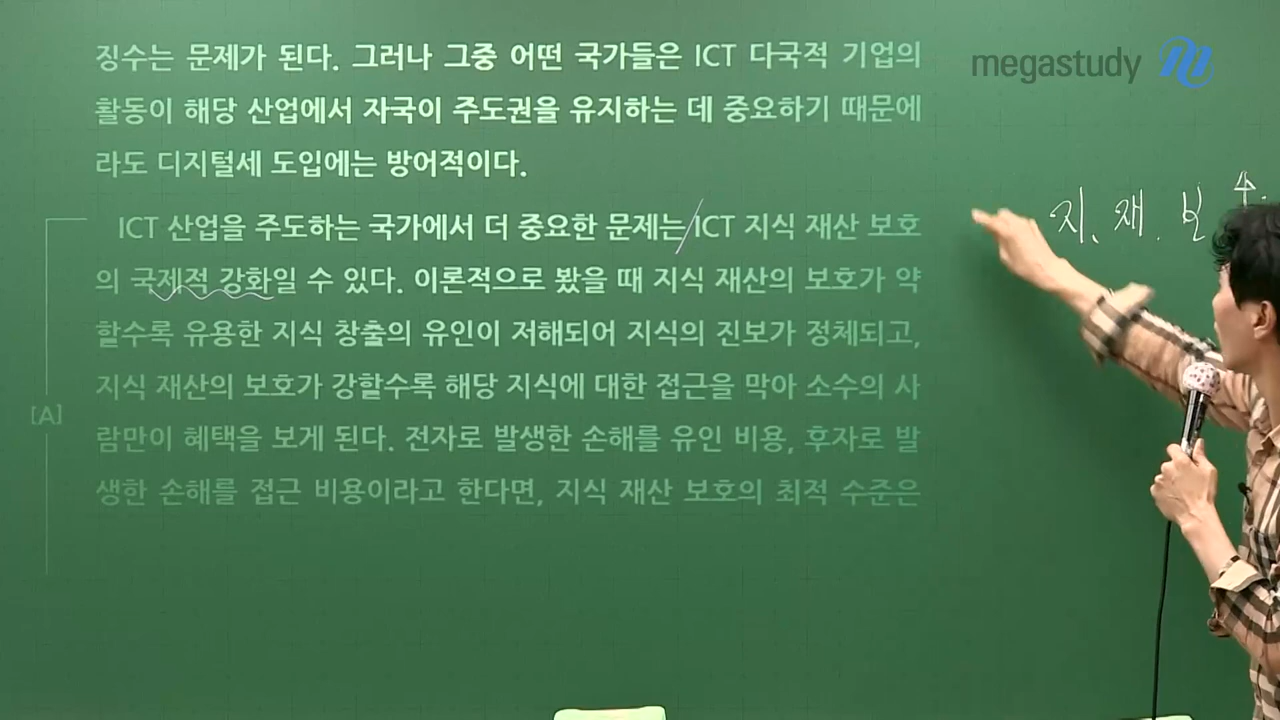 megastudy
징수는 문제가 된다. 그러나 그중 어떤 국가들은 ICT 다국적 기업의
활동이 해당 산업에서 자국이 주도권을 유지하는 데 중요하기 때문에
라도 디지털세 도입에는 방어적이다.
ICT 산업을 주도하는 국가에서 더 중요한 문제는 ICT 지식 재산 보호
의 국제적 강화일 수 있다. 이론적으로 봤을 때 지식 재산의 보호가 약
할수록 유용한 지식 창출의 유인이 저해되어 지식의 진보가 정체되고,
지식 재산의 보호가 강할수록 해당 지식에 대한 접근을 막아 소수의 사
람만이 혜택을 보게 된다. 전자로 발생한 손해를 유인 비용, 후자로 발
생한 손해를 접근 비용이라고 한다면, 지식 재산 보호의 최적 수준은
[A]
지. 재. 보 ↑